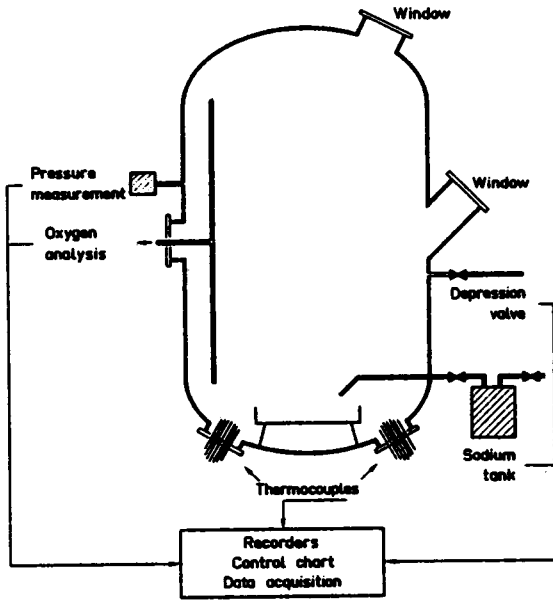 Window
Pressure
measurement
Window
Oxygen
analysis
Depression
valve
Sodium
tank
Thermocouples
Recorders
Control chart
Data acquisition